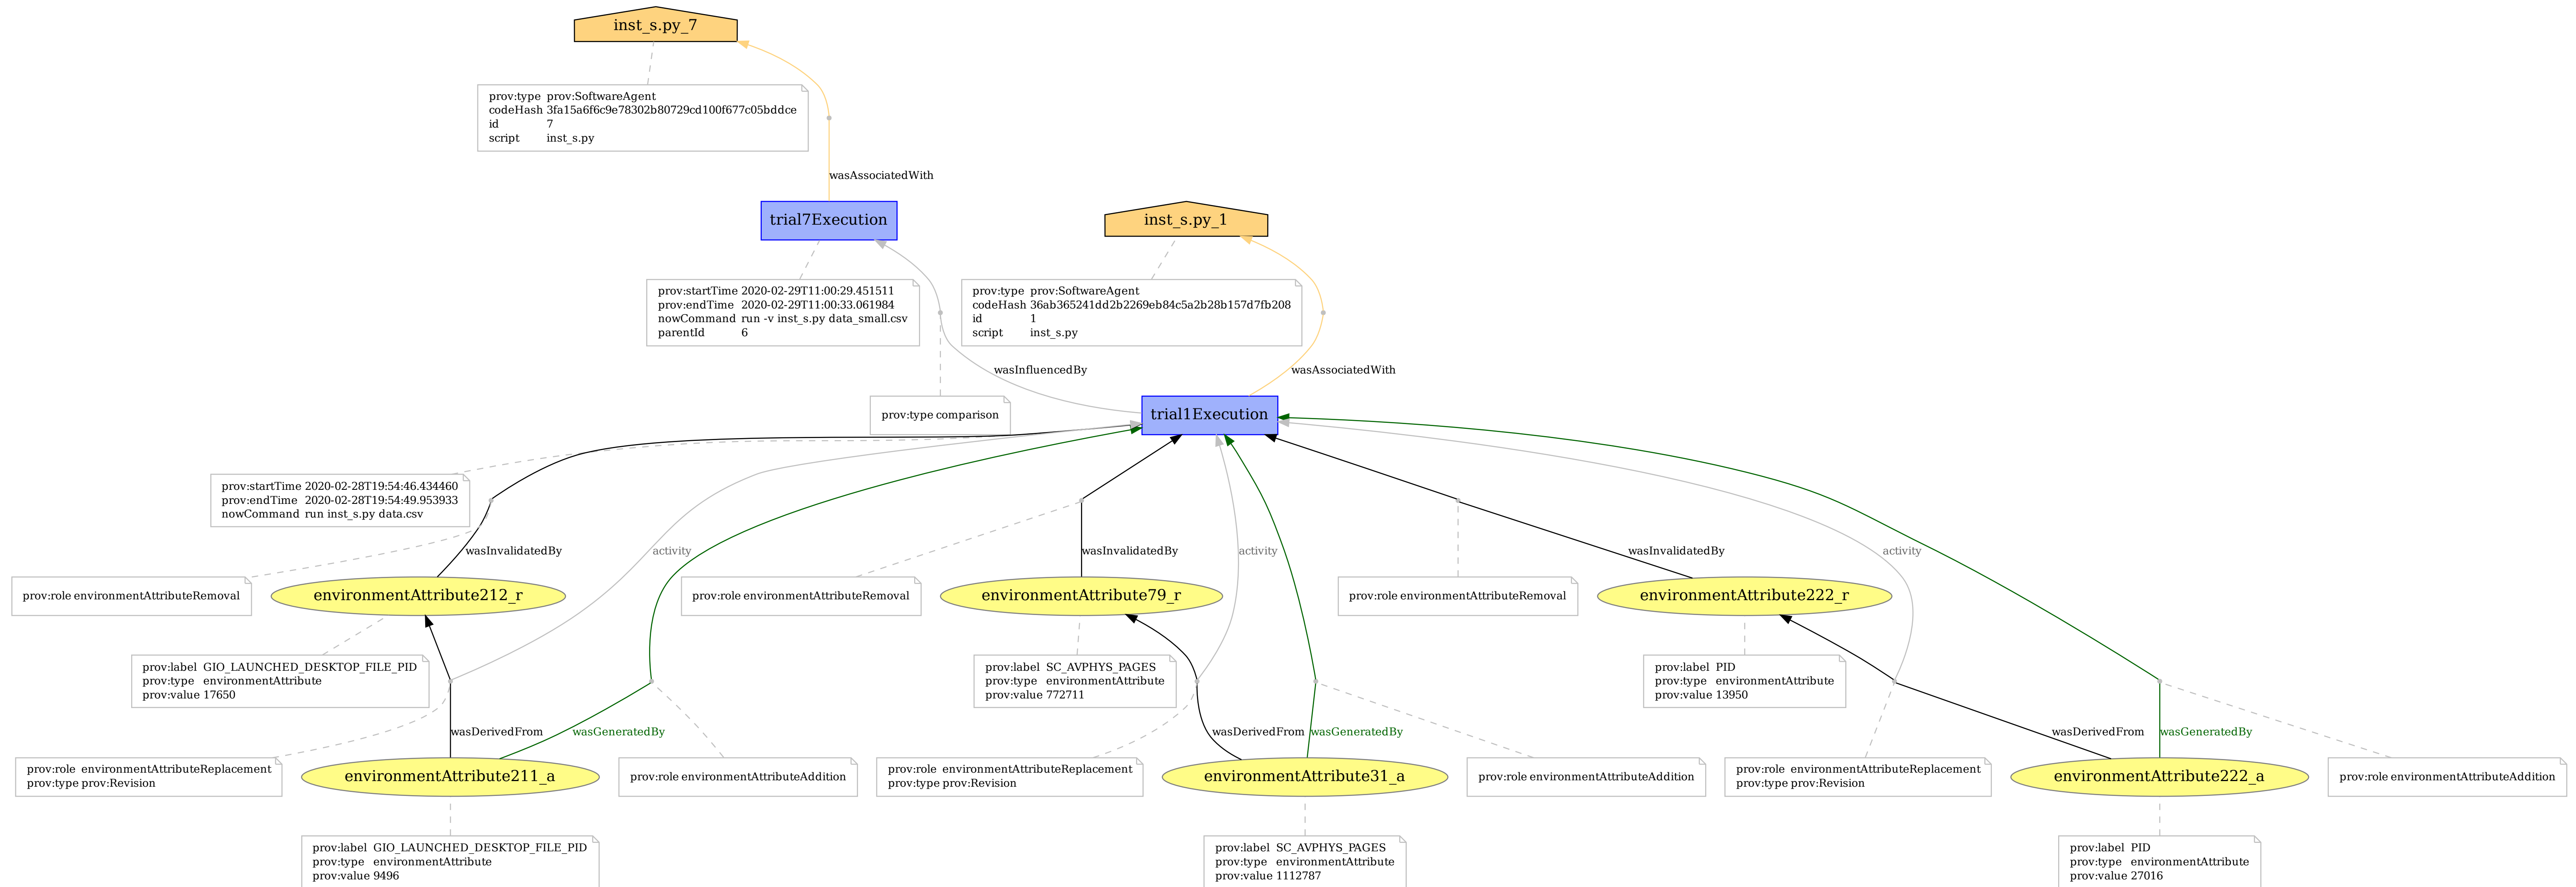 inst_s.py_7
prov:type prov:SoftwareAgent
codeHash 3fa15a6f6c9e78302b80729cd100f677c05bddce
id 7
script inst_s.py
wasAssociatedWith
trial7Execution
inst_s.py_1
prov:startTime 2020-02-29T11:00:29.451511
prov:endTime 2020-02-29T11:00:33.061984
nowCommand run -v inst_s.py data_small.csv
parentId 6
prov:type prov:SoftwareAgent
codeHash 36ab365241dd2b2269eb84c5a2b28b157d7fb208
id 1
script inst_s.py
wasInfluencedBy
wasAssociatedWith
prov:type comparison
trial1Execution
prov:startTime 2020-02-28T19:54:46.434460
prov:endTime 2020-02-28T19:54:49.953933
nowCommand run inst_s.py data.csv
wasInvalidatedBy
activity
wasInvalidatedBy
activity
wasInvalidatedBy
activity
prov:role environmentAttributeRemoval
environmentAttribute212_r
prov:role environmentAttributeRemoval
environmentAttribute79_r
prov:role environmentAttributeRemoval
environmentAttribute222_r
prov:label GIO_LAUNCHED_DESKTOP_FILE_PID
prov:type environmentAttribute
prov:value 17650
prov:label SC_AVPHYS_PAGES
prov:type environmentAttribute
prov:value 772711
prov:label PID
prov:type environmentAttribute
prov:value 13950
wasDerivedFrom
wasGeneratedBy
wasDerivedFrom
wasGeneratedBy
wasDerivedFrom
wasGeneratedBy
prov:role environmentAttributeReplacement
prov:type prov:Revision
environmentAttribute211_a
prov:role environmentAttributeAddition
prov:role environmentAttributeReplacement
prov:type prov:Revision
environmentAttribute31_a
prov:role environmentAttributeAddition
prov:role environmentAttributeReplacement
prov:type prov:Revision
environmentAttribute222_a
prov:role environmentAttributeAddition
prov:label GIO_LAUNCHED_DESKTOP_FILE_PID
prov:type environmentAttribute
prov:value 9496
prov:label SC_AVPHYS_PAGES
prov:type environmentAttribute
prov:value 1112787
prov:label PID
prov:type environmentAttribute
prov:value 27016